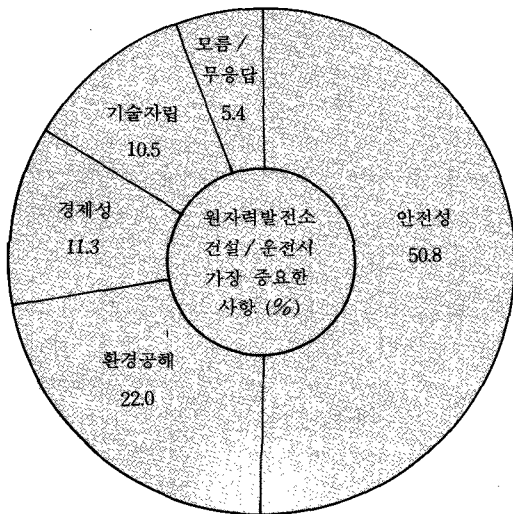 모름/
무응답
5.4
기술자립
10.5
경제성
11.3
원자력발전소
건설/운전시
가장 중요한
사항 (%)
안전성
50.8
환경공해
22.0